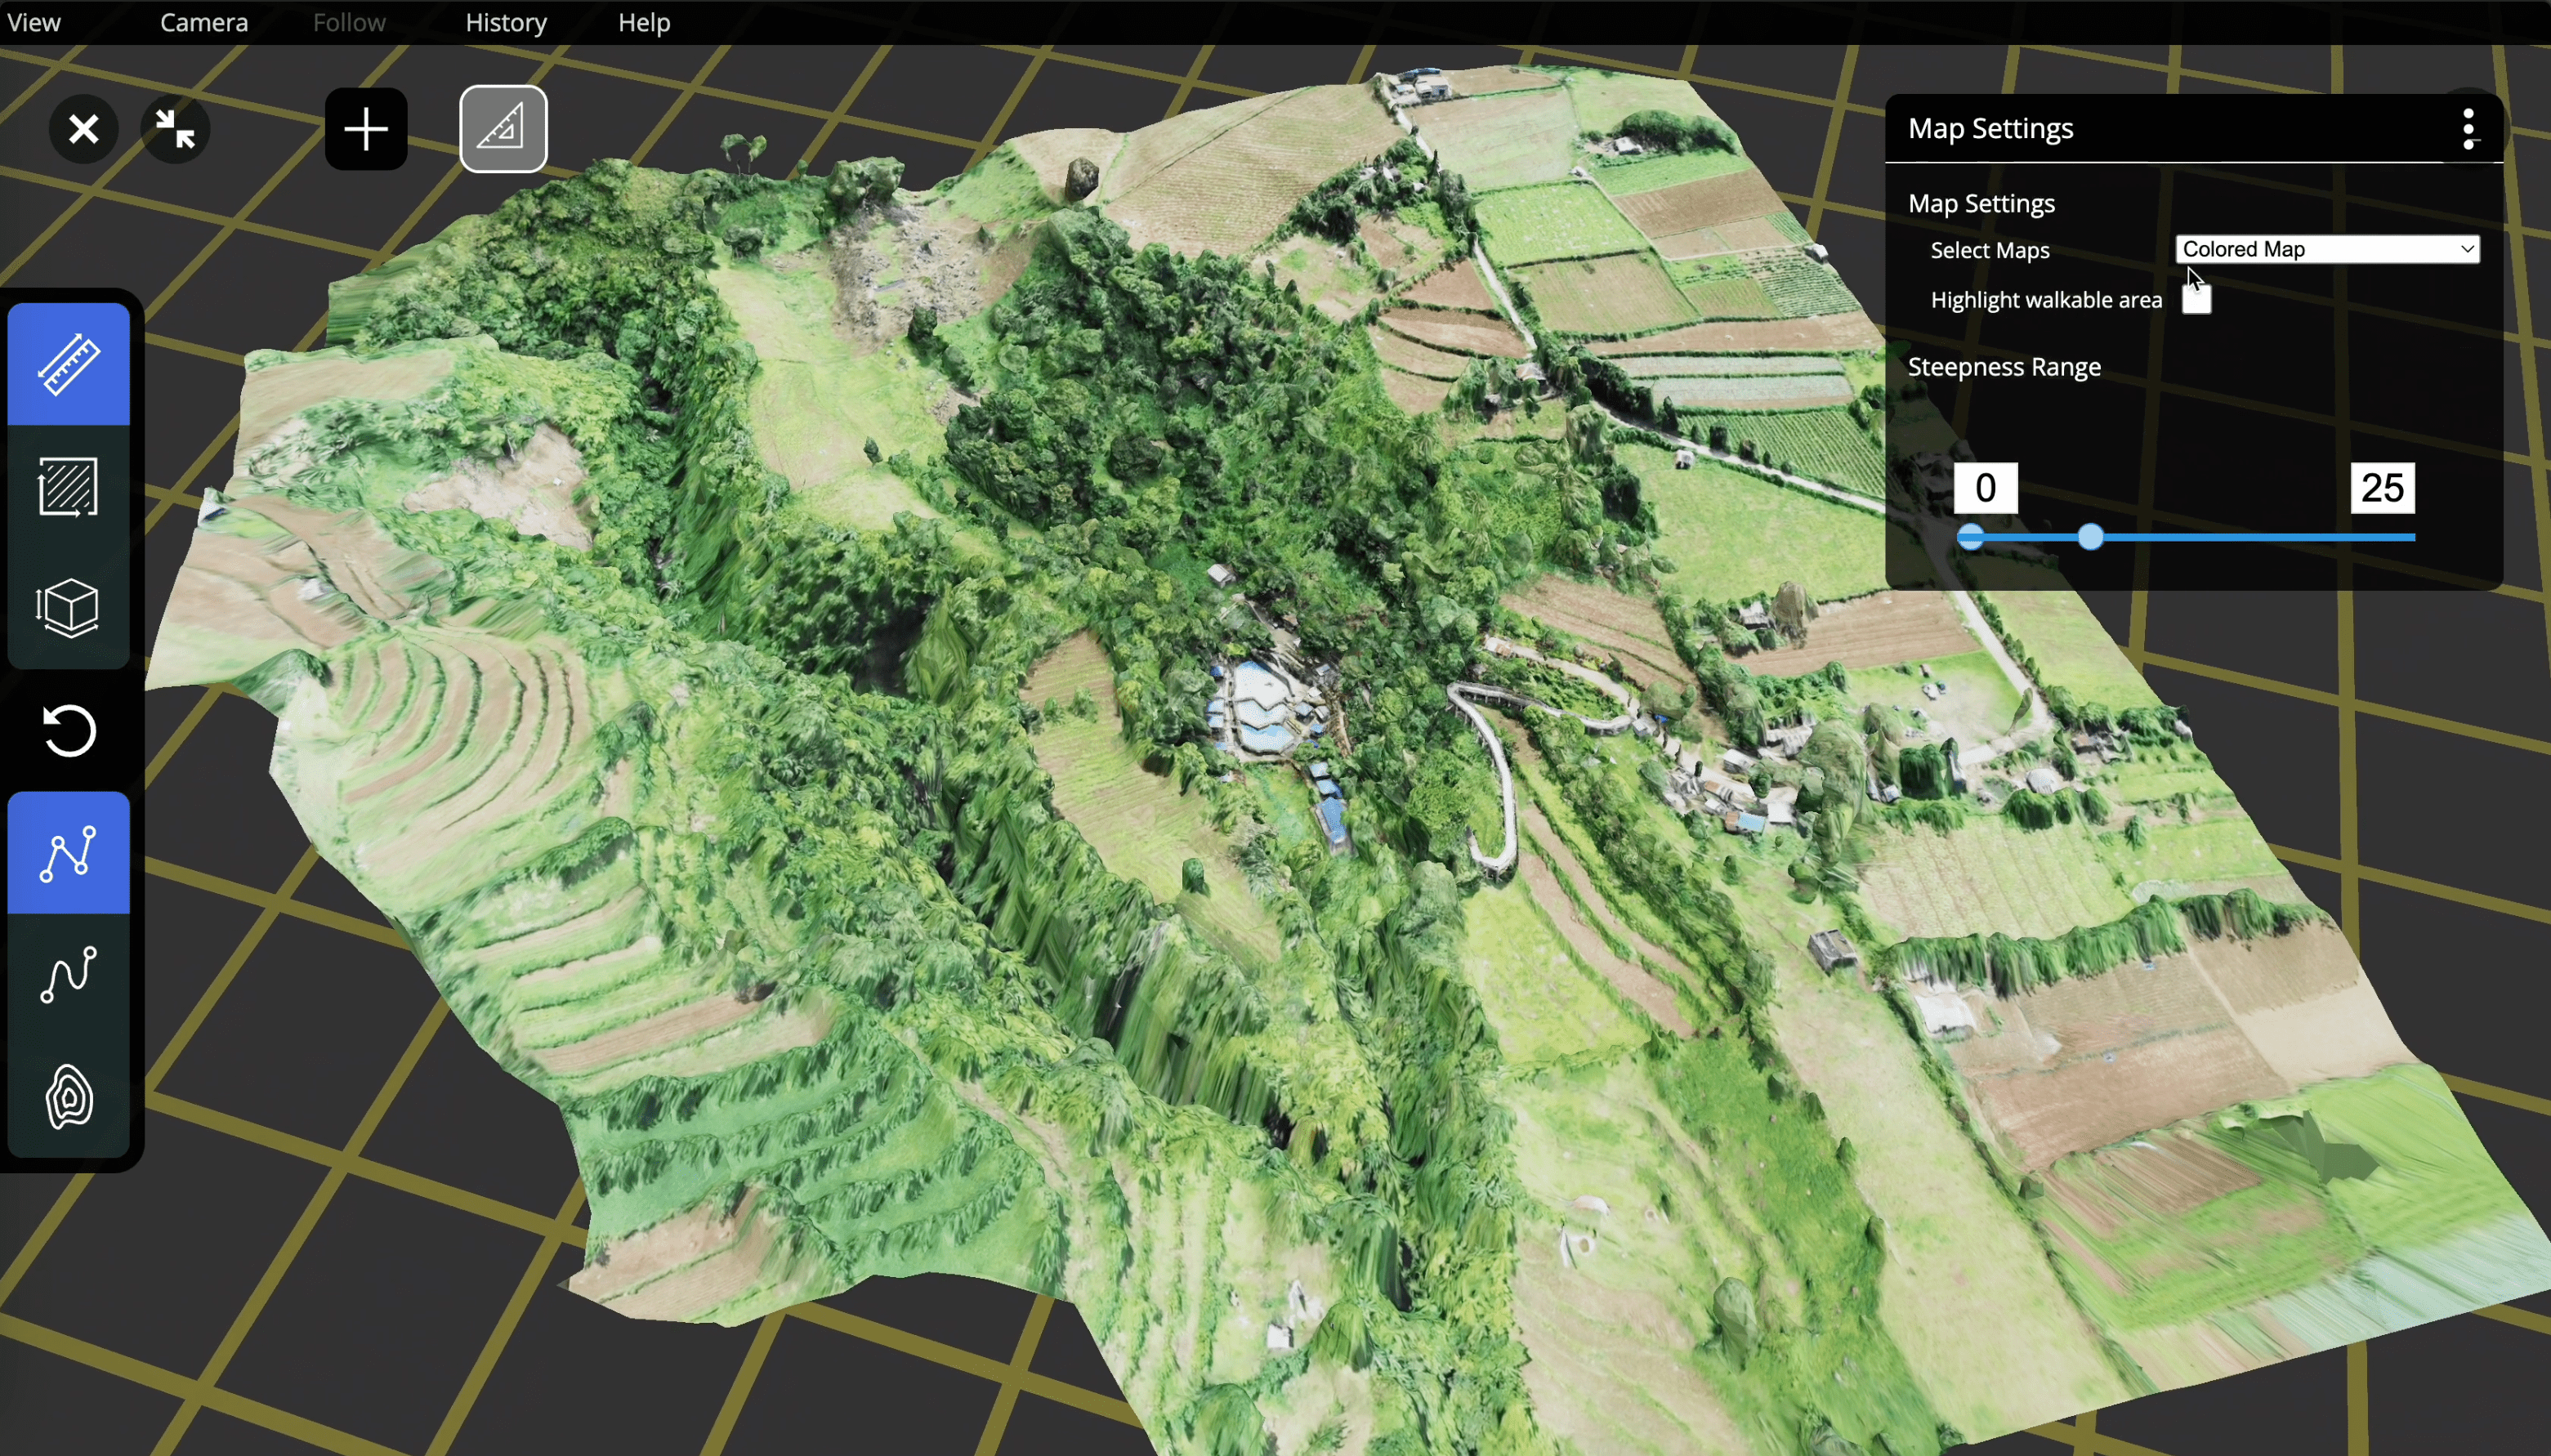 View Camera Follow History Help
Map Settings
Map Settings
Select Maps Colored Map
Highlight walkable area
Steepness Range
0 25